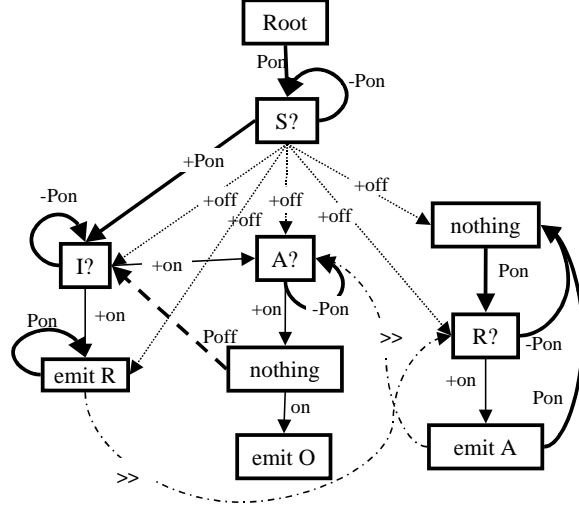 Root
Pon
-Pon
S?
+Pon
+off
+off
+off
+off
+off
-Pon
nothing
I?
+on
A?
Pon
+on
+on
-Pon
Pon
Poff
>>
R?
-Pon
emit R
nothing
+on
Pon
on
emit O
emit A
>>